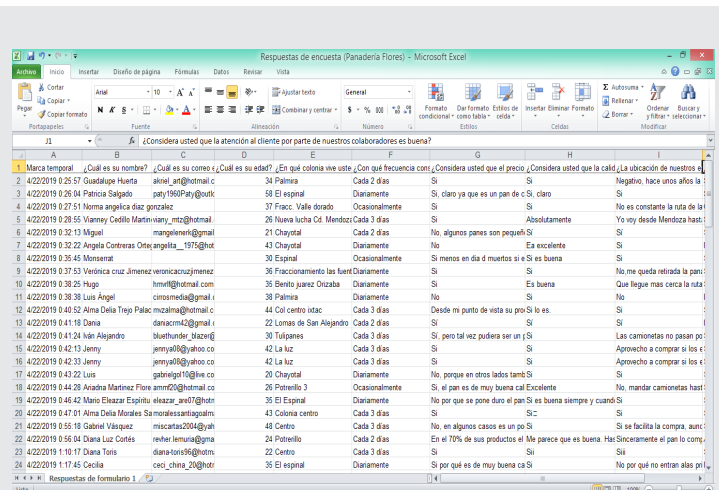 Respuestas de encuesta (Panadería Flores) - Microsoft Excel
Archivo Inicio Insertar Diseño de página Fórmulas Datos Revisar Vista
Cortar Arial 10 Ajustar texto General Autosuma
Copiar Rellenar
Pegar Copiar formato N K S Combinar y centrar $ % 000 Formato condicional Dar formato como tabla Estilos de celda Insertar Eliminar Formato Borrar Ordenar y filtrar Buscar y seleccionar
Portapapeles Fuente Alineación Número Estilos Celdas Modificar
J1 fx ¿Considera usted que la atención al cliente por parte de nuestros colaboradores es buena?
A B C D E F G H I
1 Marca temporal ¿Cuál es su nombre? ¿Cuál es su correo e ¿Cuál es su edad? ¿En qué colonia vive uste ¿Con qué frecuencia cons ¿Considera usted que el precio ¿Considera usted que la calid ¿La ubicación de nuestros e
2 4/22/2019 0:25:57 Guadalupe Huerta akriel_art@hotmail.c 34 Palmira Cada 2 días Si Si Negativo, hace unos años la
3 4/22/2019 0:26:04 Patricia Salgado paty1960Paty@outlo 58 El espinal Diariamente Si, claro ya que es un pan de c Si, claro Si
4 4/22/2019 0:27:51 Norma angelica diaz gonzalez 37 Fracc. Valle dorado Ocasionalmente Si Si No es constante la ruta de la
5 4/22/2019 0:28:55 Vianney Cedillo Martin viany_mtz@hotmail. 26 Nueva lucha Cd. Mendoza Cada 3 días Si Absolutamente Yo voy desde Mendoza hast
6 4/22/2019 0:32:13 Miguel mangelenerk@gmail 21 Chayotal Cada 2 días No, algunos panes son pequeñ Sí Sí
7 4/22/2019 0:32:22 Angela Contreras Orteg angelita__1975@hot 43 Chayotal Diariamente No Ea excelente Si
8 4/22/2019 0:35:45 Monserrat 30 Espinal Ocasionalmente Si menos en dia d muertos si e Si es buena Si
9 4/22/2019 0:37:53 Verónica cruz Jimenez veronicacruzjimenez 36 Fraccionamiento las fuent Diariamente Si Si No,me queda retirada la pana
10 4/22/2019 0:38:25 Hugo hmvrlf@hotmail.com 35 Benito juarez Orizaba Diariamente Si Es buena Que llegue mas cerca la ruta
11 4/22/2019 0:38:38 Luis Ángel cirrosmedia@gmail. 38 Palmira Diariamente No Si No
12 4/22/2019 0:40:52 Alma Delia Trejo Palac mvzalma@hotmail.c 44 Col centro ixtac Cada 3 días Desde mi punto de vista su pro Si lo es. Si
13 4/22/2019 0:41:18 Dania daniacrm42@gmail. 22 Lomas de San Alejandro Cada 2 días Sí Sí Sí
14 4/22/2019 0:41:24 Iván Alejandro bluethunder_blazer@ 30 Tulipanes Cada 3 días Sí, pero tal vez pudiera ser un p Sí Las camionetas no pasan po
15 4/22/2019 0:42:13 Jenny jennya08@yahoo.co 42 La luz Cada 3 días Si Si Aprovecho a comprar si los e
16 4/22/2019 0:42:33 Jenny jennya08@yahoo.co 42 La luz Cada 3 días Si Si Aprovecho a comprar si los e
17 4/22/2019 0:43:22 Luis gabrielgol10@live.co 20 Chayotal Cada 2 días No, porque en otros lados tamb Si Si
18 4/22/2019 0:44:28 Ariadna Martinez Flore ammf20@hotmail.co 26 Potrerillo 3 Ocasionalmente Si, el pan es de muy buena cal Excelente No, mandar camionetas hast
19 4/22/2019 0:46:42 Mario Eleazar Espíritu eleazar_are07@hotn 35 El Espinal Diariamente No por que se pone duro el pan Si es buena siempre y cuand Si
20 4/22/2019 0:47:01 Alma Delia Morales Sa moralessantiagoalm 43 Colonia centro Cada 3 días Si Si Si
21 4/22/2019 0:55:18 Gabriel Vásquez miscartas2004@yah 48 Centro Cada 3 días No, en algunos casos es un po Si Si se facilita la compra, aunc
22 4/22/2019 0:56:04 Diana Luz Cortés revher.lemuria@gma 24 Potrerillo Cada 2 días En el 70% de sus productos el Me parece que es buena. Has Sinceramente el pan lo comp
23 4/22/2019 1:10:17 Diana Toris diana-toris96@hotm 22 Centro Cada 3 días Si Sii Siii
24 4/22/2019 1:17:45 Cecilia ceci_china_20@hotr 35 El espinal Diariamente Si por qué es de muy buena ca Si No por qué no entran alas pri
Respuestas de formulario 1
Listo 100%